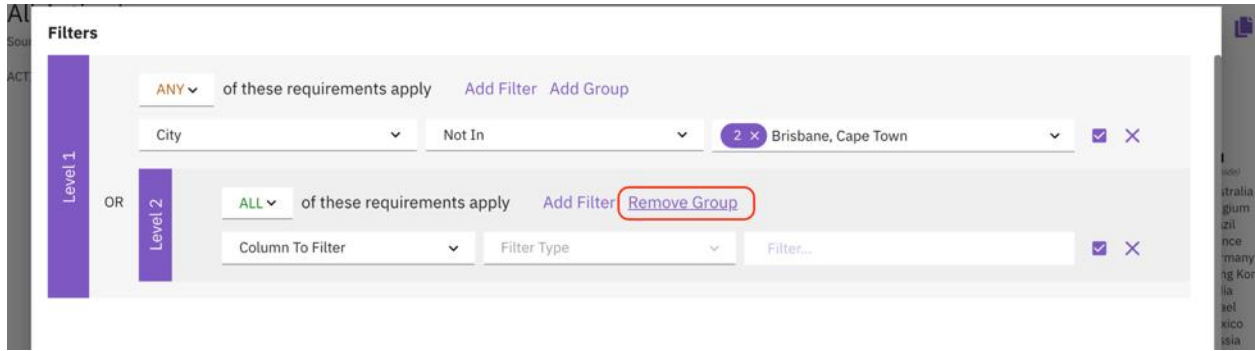 Filters
Level 1
ANY of these requirements apply Add Filter Add Group
City Not In 2 × Brisbane, Cape Town
OR
Level 2
ALL of these requirements apply Add Filter Remove Group
Column To Filter Filter Type Filter...